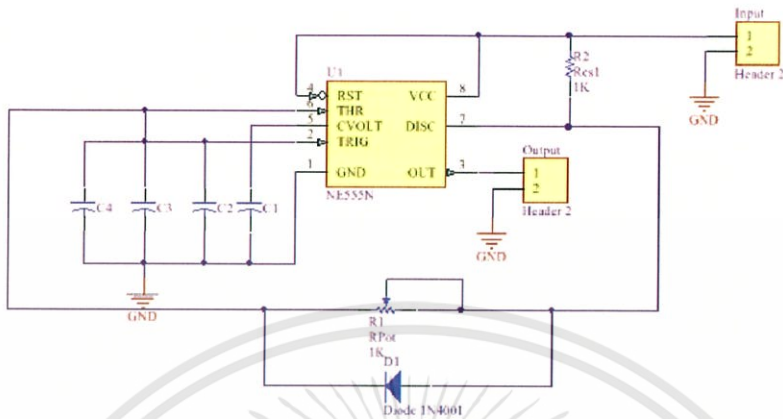 Input
1
2
Header 2
GND
R2
Res1
1K
U1
4
RST
VCC
8
6
THR
5
CVOLT
DISC
7
2
TRIG
1
GND
OUT
3
NE555N
Output
1
2
Header 2
GND
C4
C3
C2
C1
GND
R1
RPot
1K
D1
Diode 1N4001